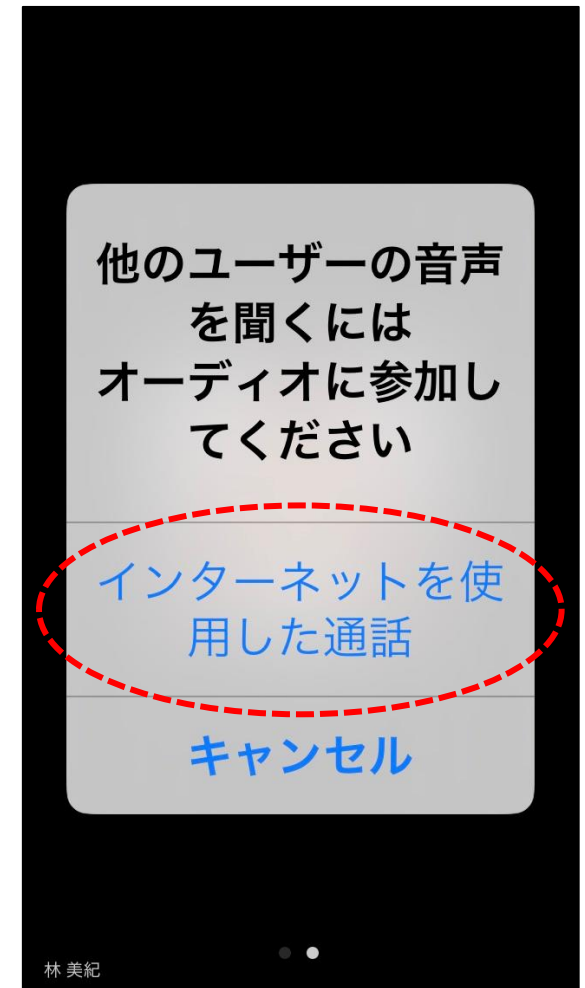 他のユーザーの音声
を聞くには
オーディオに参加し
てください
インターネットを使
用した通話
キャンセル
林 美紀